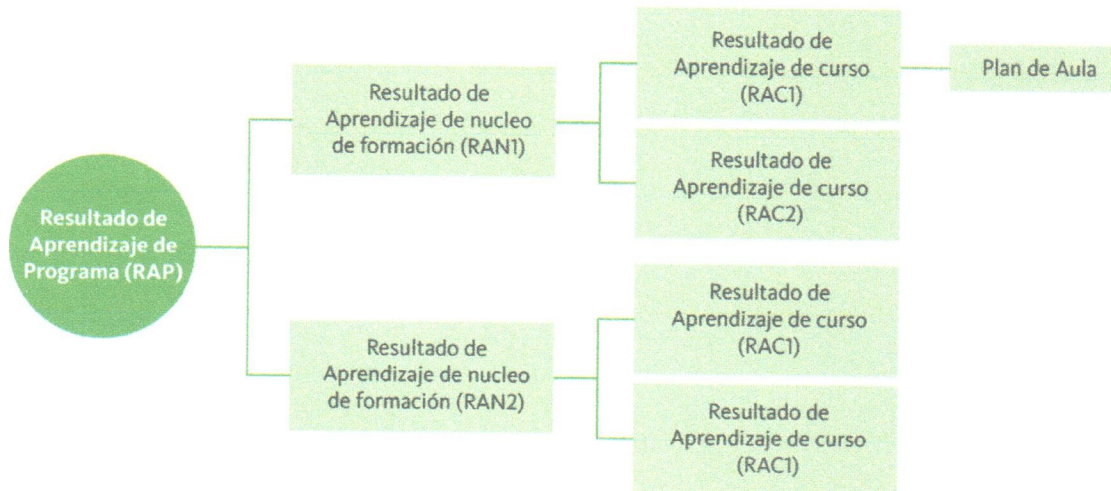 Resultado de
Aprendizaje de
Programa (RAP)
Resultado de
Aprendizaje de nucleo
de formación (RAN1)
Resultado de
Aprendizaje de curso
(RAC1)
Plan de Aula
Resultado de
Aprendizaje de curso
(RAC2)
Resultado de
Aprendizaje de nucleo
de formación (RAN2)
Resultado de
Aprendizaje de curso
(RAC1)
Resultado de
Aprendizaje de curso
(RAC1)